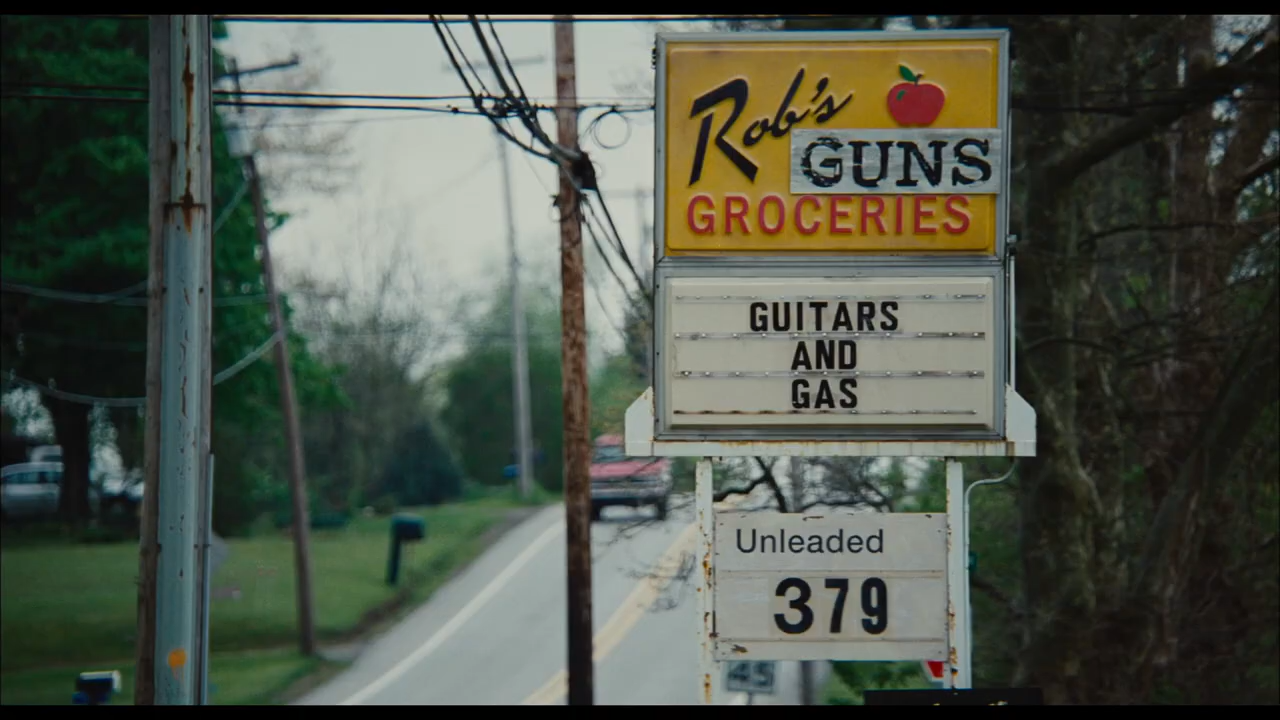 Rob's
GUNS
GROCERIES
GUITARS
AND
GAS
Unleaded
379
45